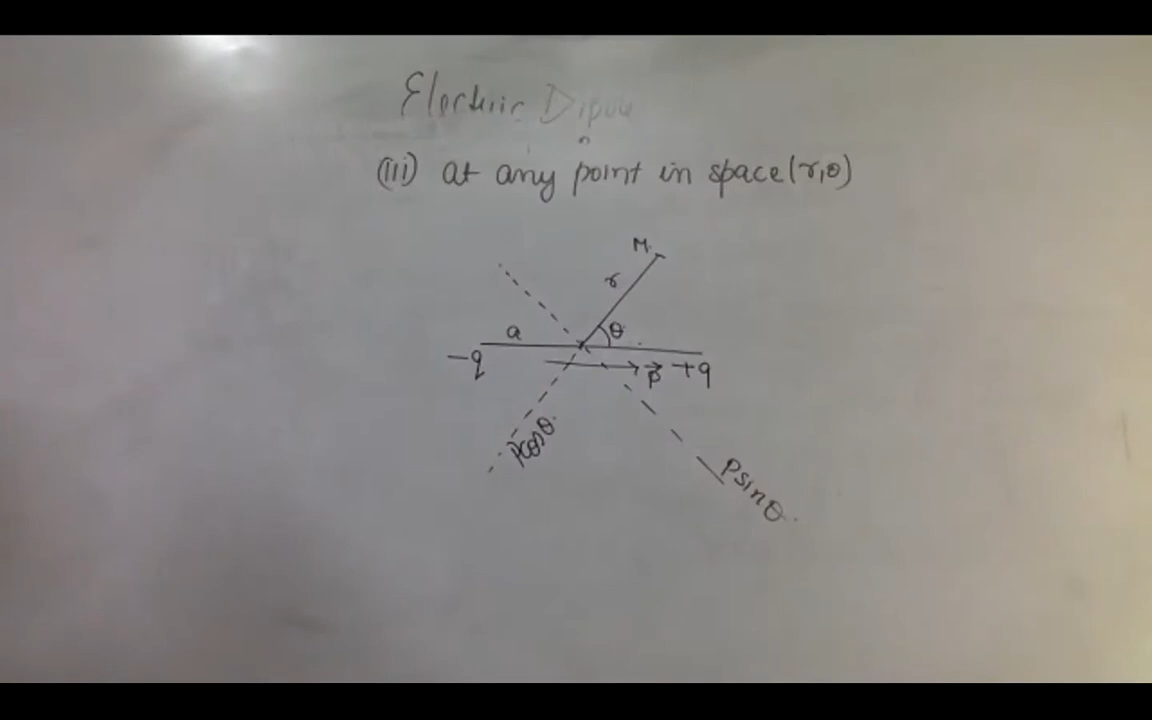 Electric Dipole
(iii) at any point in space (r,θ)
M
r
a
θ
-q
p⃗ +q
Pcosθ
Psinθ